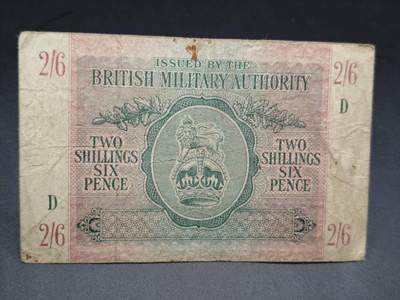 ISSUED BY THE
2/6 BRITISH MILITARY AUTHORITY 2/6
D
TWO SHILLINGS SIX PENCE
TWO SHILLINGS SIX PENCE
D
2/6 2/6